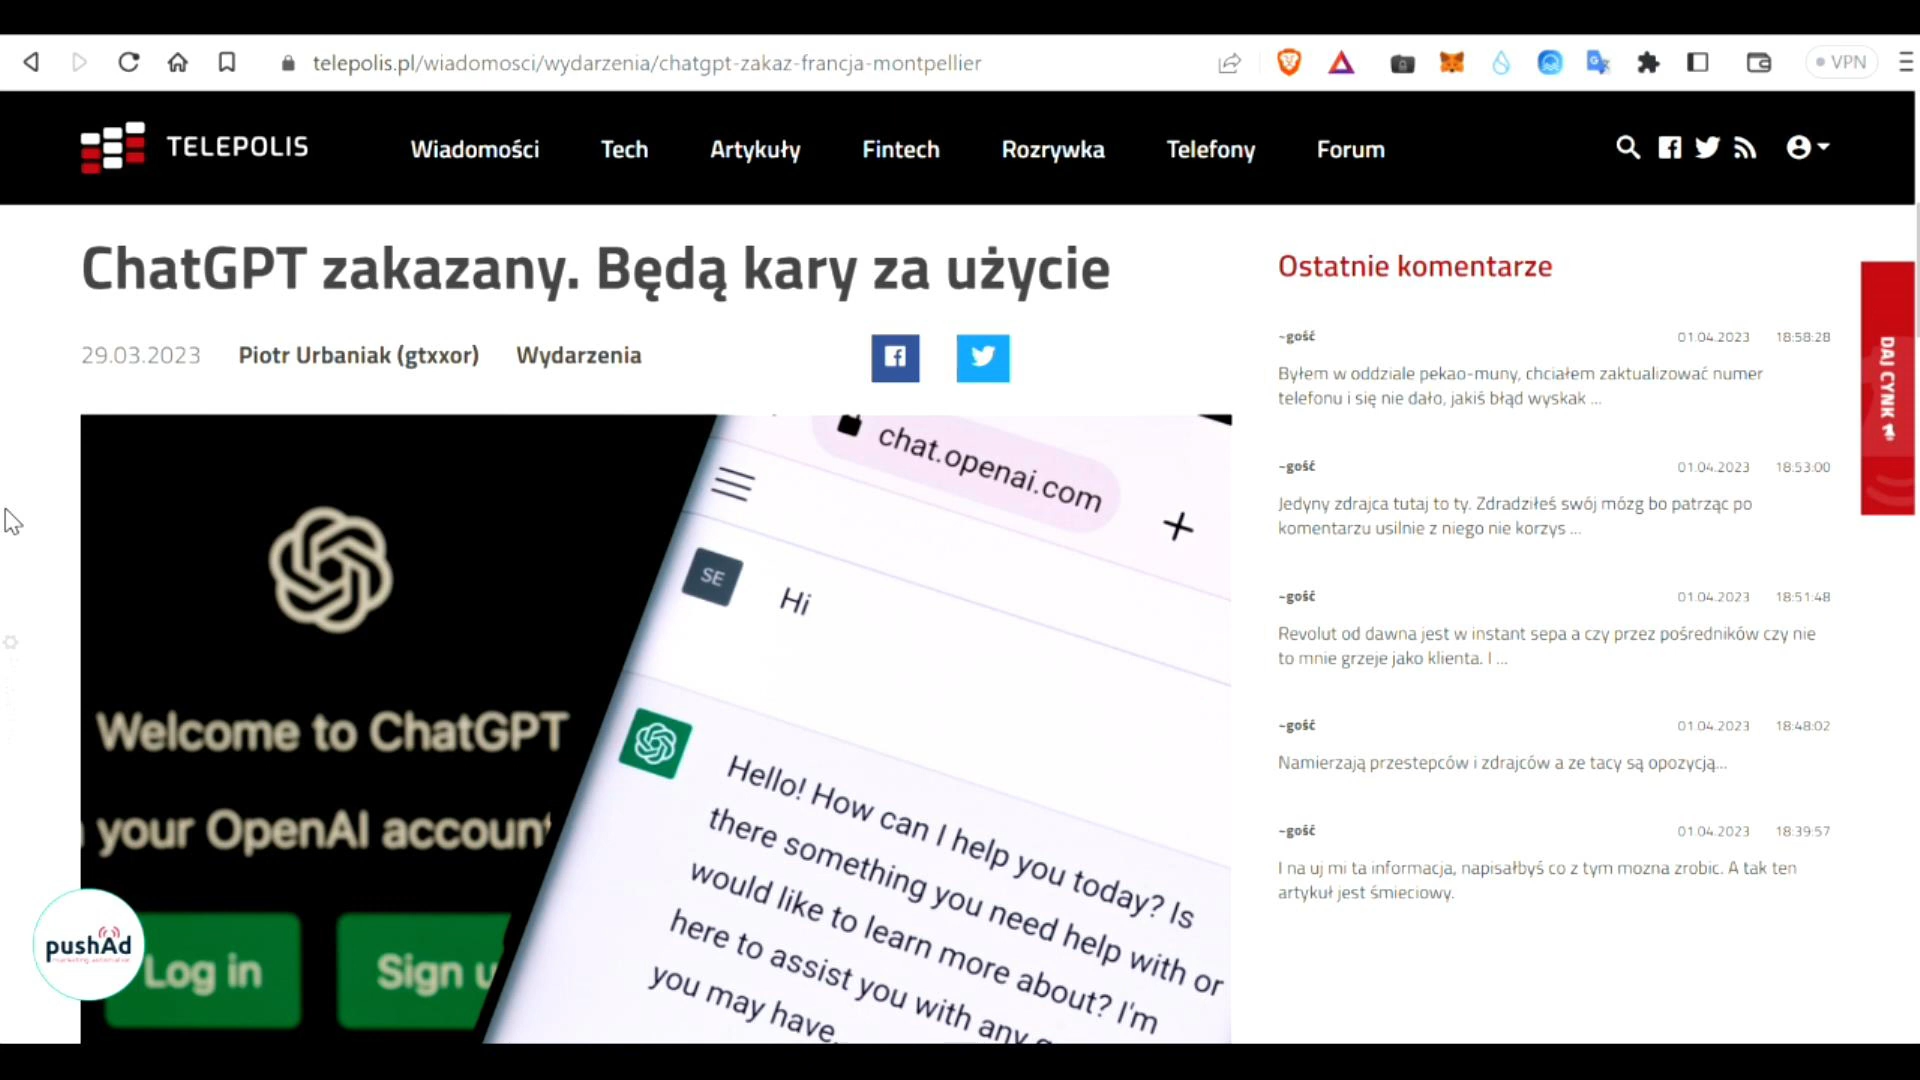 telepolis.pl/wiadomosci/wydarzenia/chatgpt-zakaz-francja-montpellier
VPN
TELEPOLIS
Wiadomości
Tech
Artykuły
Fintech
Rozrywka
Telefony
Forum
ChatGPT zakazany. Będą kary za użycie
29.03.2023 Piotr Urbaniak (gtxxor) Wydarzenia
chat.openai.com
SE
Hi
Hello! How can I help you today? Is
there something you need help with or
would like to learn more about? I'm
here to assist you with any
you may have.
Welcome to ChatGPT
your OpenAI account
Log in
Sign u
pushAd
Ostatnie komentarze
~gość 01.04.2023 18:58:28
Byłem w oddziale pekao-muny, chciałem zaktualizować numer
telefonu i się nie dało, jakiś błąd wyskak ...
~gość 01.04.2023 18:53:00
Jedyny zdrajca tutaj to ty. Zdradziłeś swój mózg bo patrząc po
komentarzu usilnie z niego nie korzys ...
~gość 01.04.2023 18:51:48
Revolut od dawna jest w instant sepa a czy przez pośredników czy nie
to mnie grzeje jako klienta. I ...
~gość 01.04.2023 18:48:02
Namierzają przestepców i zdrajców a ze tacy są opozycją...
~gość 01.04.2023 18:39:57
I na uj mi ta informacja, napisałbyś co z tym mozna zrobic. A tak ten
artykuł jest śmieciowy.
DAJ CYNK